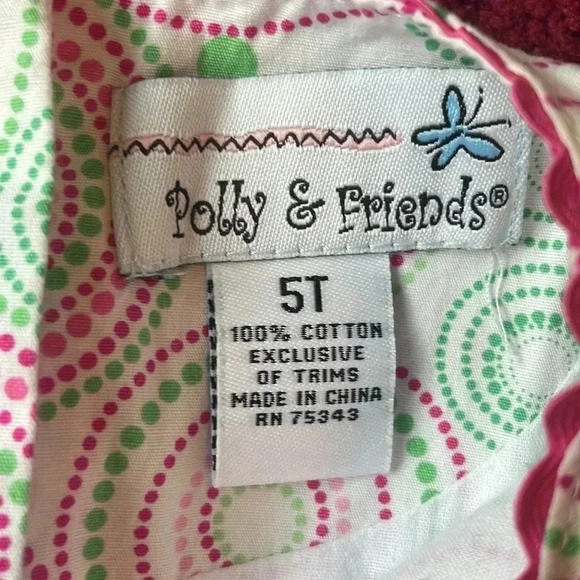 Polly & Friends®
5T
100% COTTON
EXCLUSIVE
OF TRIMS
MADE IN CHINA
RN 75343